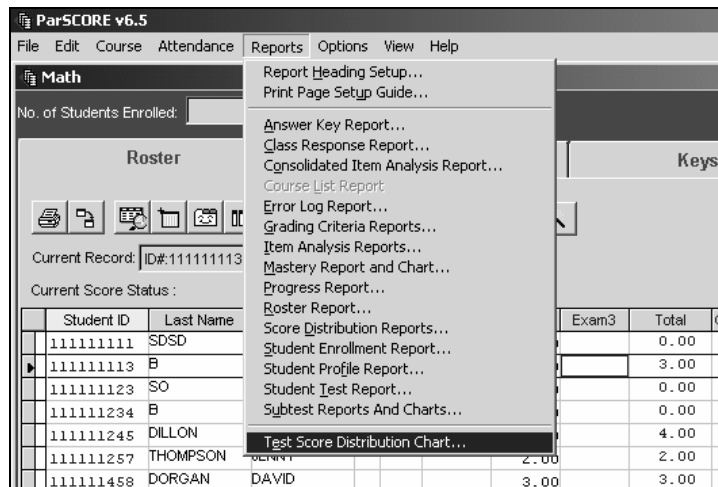 ParSCORE v6.5
File Edit Course Attendance Reports Options View Help
Math
No. of Students Enrolled:
Roster
Keys
Current Record: ID#:111111113
Current Score Status :
Report Heading Setup...
Print Page Setup Guide...
Answer Key Report...
Class Response Report...
Consolidated Item Analysis Report...
Course List Report
Error Log Report...
Grading Criteria Reports...
Item Analysis Reports...
Mastery Report and Chart...
Progress Report...
Roster Report...
Score Distribution Reports...
Student Enrollment Report...
Student Profile Report...
Student Test Report...
Subtest Reports And Charts...
Test Score Distribution Chart...
Student ID Last Name Exam3 Total
111111111 SDSD 0.00
111111113 B 3.00
111111123 SO 0.00
111111234 B 0.00
111111245 DILLON 4.00
111111257 THOMPSON 2.00 2.00
111111458 DORGAN DAVID 3.00 3.00